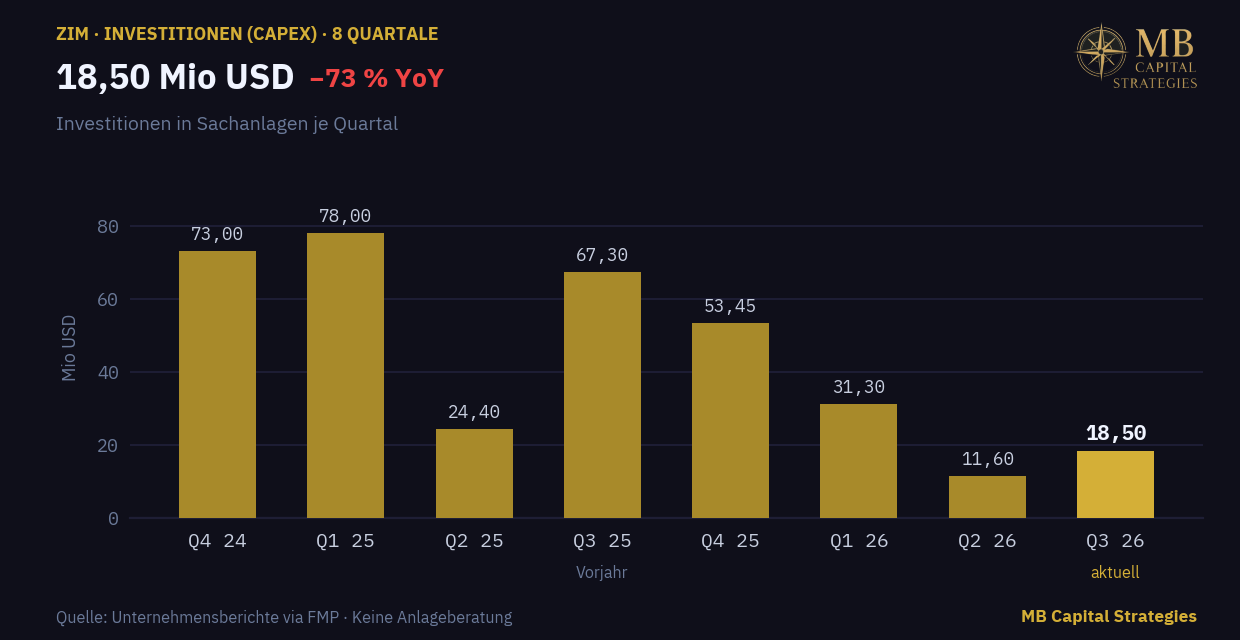 ZIM · INVESTITIONEN (CAPEX) · 8 QUARTALE
18,50 Mio USD −73 % YoY
Investitionen in Sachanlagen je Quartal
MB
CAPITAL
STRATEGIES
Mio USD
80
60
40
20
0
73,00
78,00
24,40
67,30
53,45
31,30
11,60
18,50
Q4 24
Q1 25
Q2 25
Q3 25
Q4 25
Q1 26
Q2 26
Q3 26
Vorjahr
aktuell
Quelle: Unternehmensberichte via FMP · Keine Anlageberatung
MB Capital Strategies